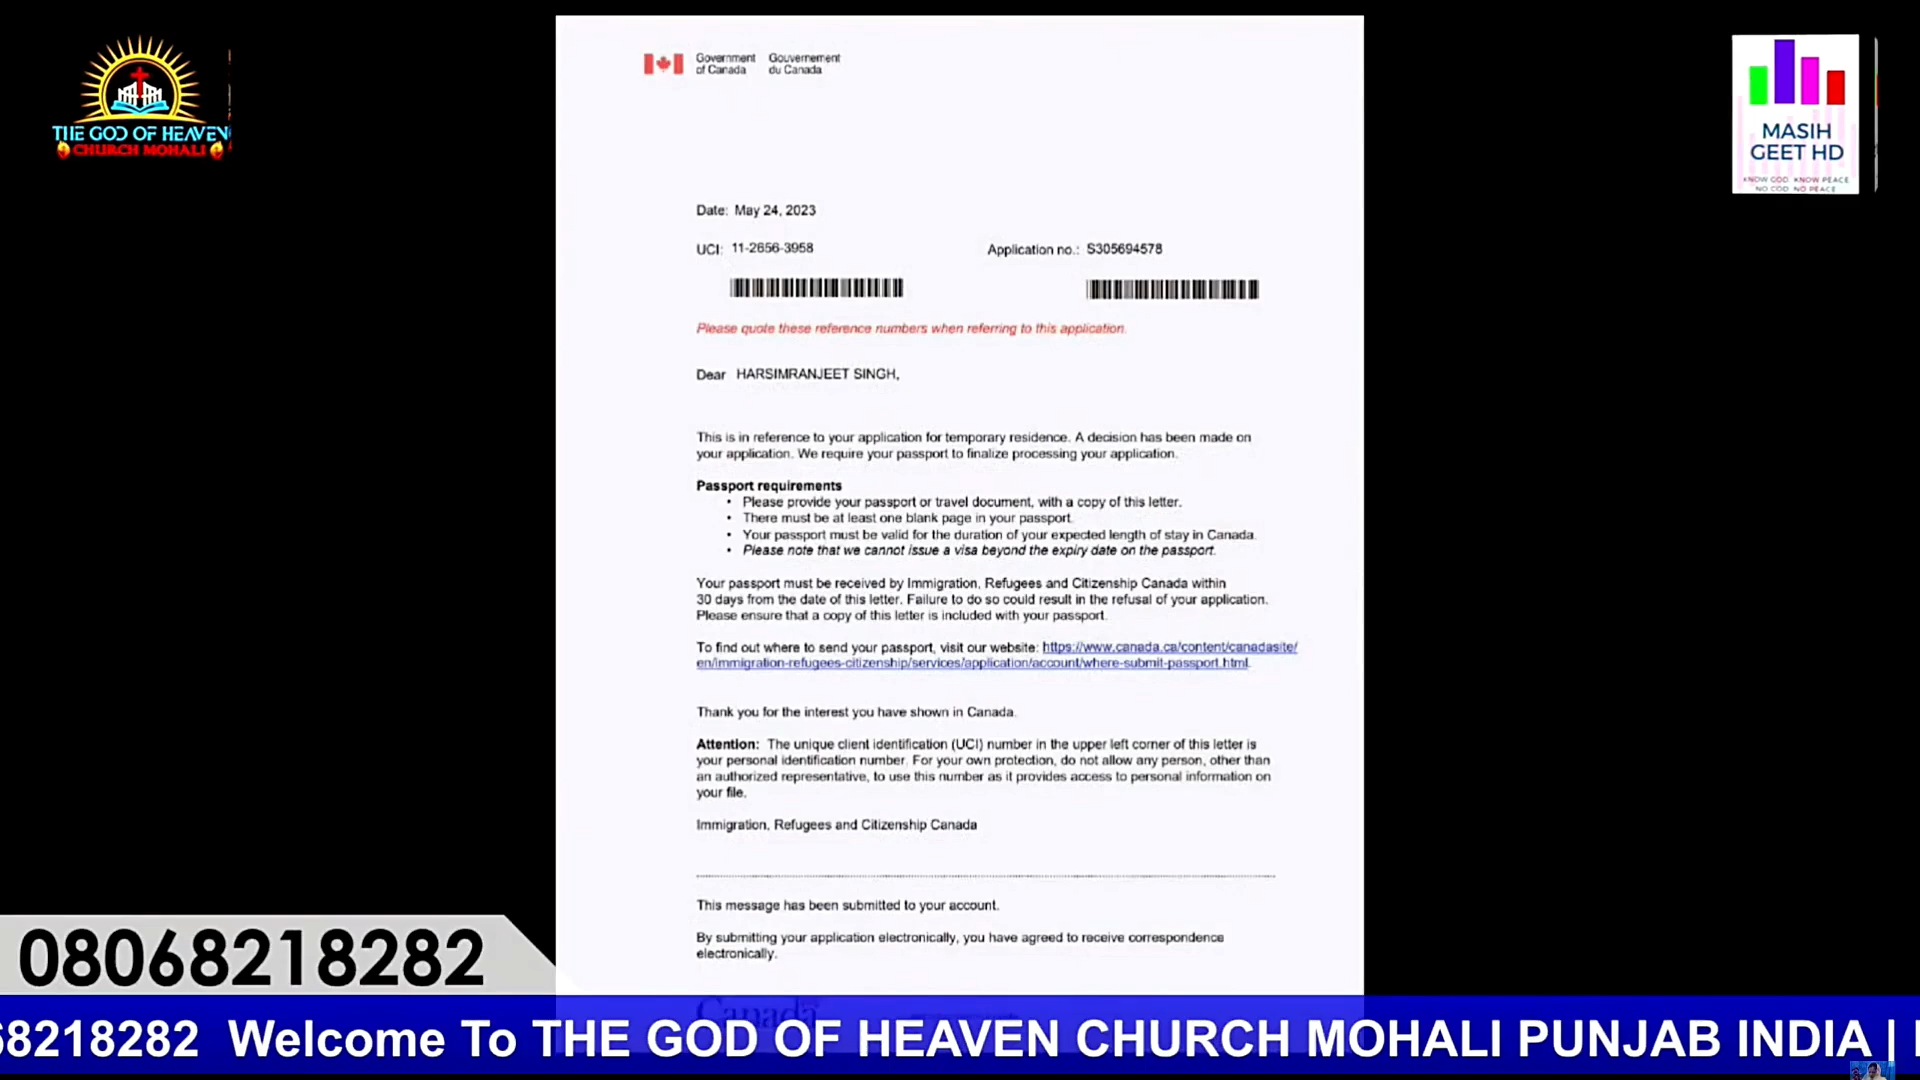 THE GOD OF HEAVEN
CHURCH MOHALI
MASIH
GEET HD
KNOW GOD KNOW PEACE
NO GOD NO PEACE
Government of Canada
Gouvernement du Canada
Date: May 24, 2023
UCI: 11-2656-3958
Application no.: S305694578
Please quote these reference numbers when referring to this application.
Dear HARSIMRANJEET SINGH,
This is in reference to your application for temporary residence. A decision has been made on
your application. We require your passport to finalize processing your application.
Passport requirements
• Please provide your passport or travel document, with a copy of this letter.
• There must be at least one blank page in your passport.
• Your passport must be valid for the duration of your expected length of stay in Canada.
• Please note that we cannot issue a visa beyond the expiry date on the passport.
Your passport must be received by Immigration, Refugees and Citizenship Canada within
30 days from the date of this letter. Failure to do so could result in the refusal of your application.
Please ensure that a copy of this letter is included with your passport.
To find out where to send your passport, visit our website: https://www.canada.ca/content/canadasite/
en/immigration-refugees-citizenship/services/application/account/where-submit-passport.html.
Thank you for the interest you have shown in Canada.
Attention: The unique client identification (UCI) number in the upper left corner of this letter is
your personal identification number. For your own protection, do not allow any person, other than
an authorized representative, to use this number as it provides access to personal information on
your file.
Immigration, Refugees and Citizenship Canada
This message has been submitted to your account.
By submitting your application electronically, you have agreed to receive correspondence
electronically.
Canada
08068218282
68218282 Welcome To THE GOD OF HEAVEN CHURCH MOHALI PUNJAB INDIA |